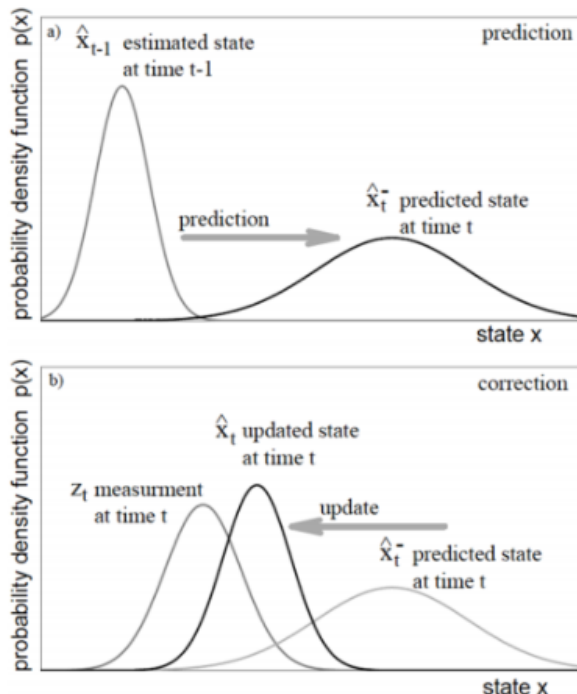 probability density function p(x)
a)
x̂ₜ₋₁ estimated state
at time t-1
prediction
prediction
x̂ₜ⁻ predicted state
at time t
state x
probability density function p(x)
b)
correction
x̂ₜ updated state
at time t
zₜ measurment
at time t
update
x̂ₜ⁻ predicted state
at time t
state x